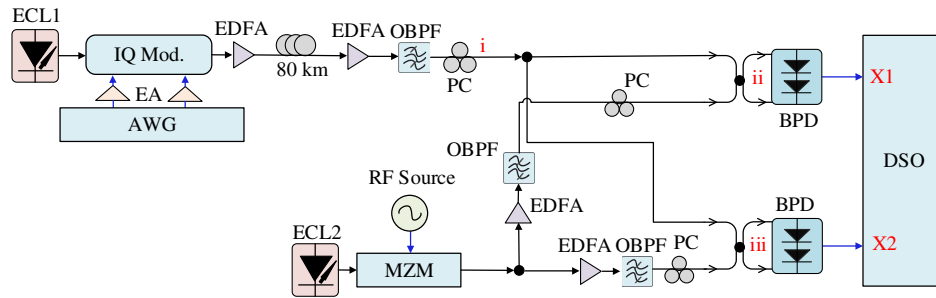 ECL1
IQ Mod.
EA
AWG
EDFA
80 km
EDFA
OBPF
PC
i
PC
ii
BPD
X1
DSO
OBPF
EDFA
RF Source
ECL2
MZM
EDFA
OBPF
PC
iii
BPD
X2